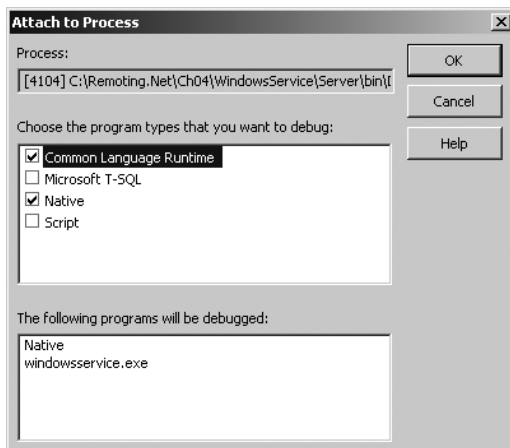 Attach to Process
Process:
[4104] C:\Remoting.Net\Ch04\WindowsService\Server\bin\D
OK
Cancel
Help
Choose the program types that you want to debug:
Common Language Runtime
Microsoft T-SQL
Native
Script
The following programs will be debugged:
Native
windowsservice.exe